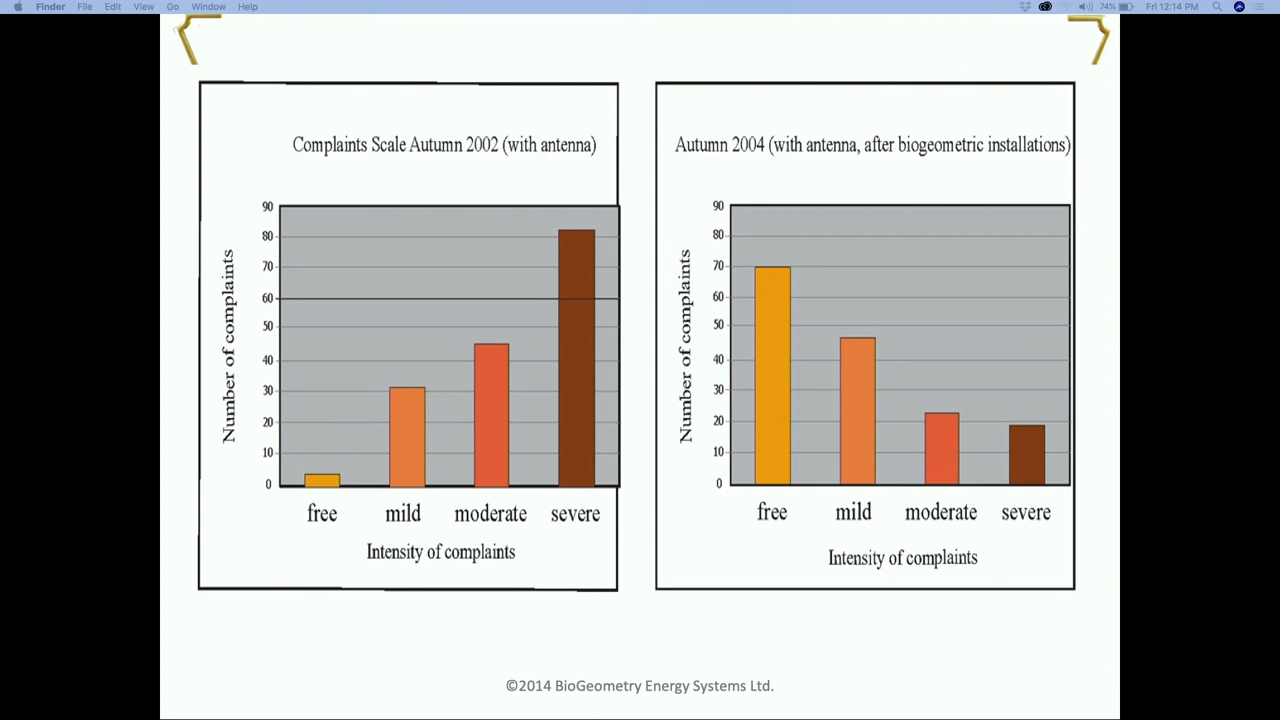 Finder File Edit View Go Window Help 74% Fri 12:14 PM
Complaints Scale Autumn 2002 (with antenna)
Number of complaints
90
80
70
60
50
40
30
20
10
0
free mild moderate severe
Intensity of complaints
Autumn 2004 (with antenna, after biogeometric installations)
Number of complaints
90
80
70
60
50
40
30
20
10
0
free mild moderate severe
Intensity of complaints
©2014 BioGeometry Energy Systems Ltd.